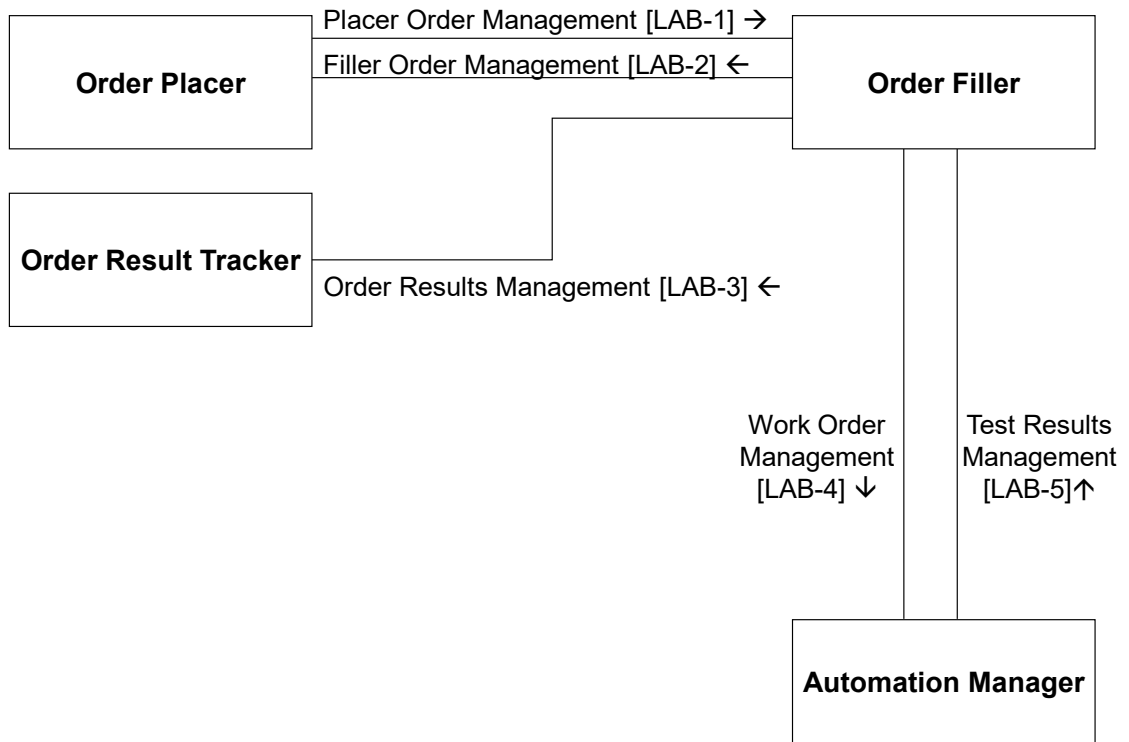 Placer Order Management [LAB-1] →
Order Placer
Filler Order Management [LAB-2] ←
Order Filler
Order Result Tracker
Order Results Management [LAB-3] ←
Work Order
Management
[LAB-4] ↓
Test Results
Management
[LAB-5]↑
Automation Manager